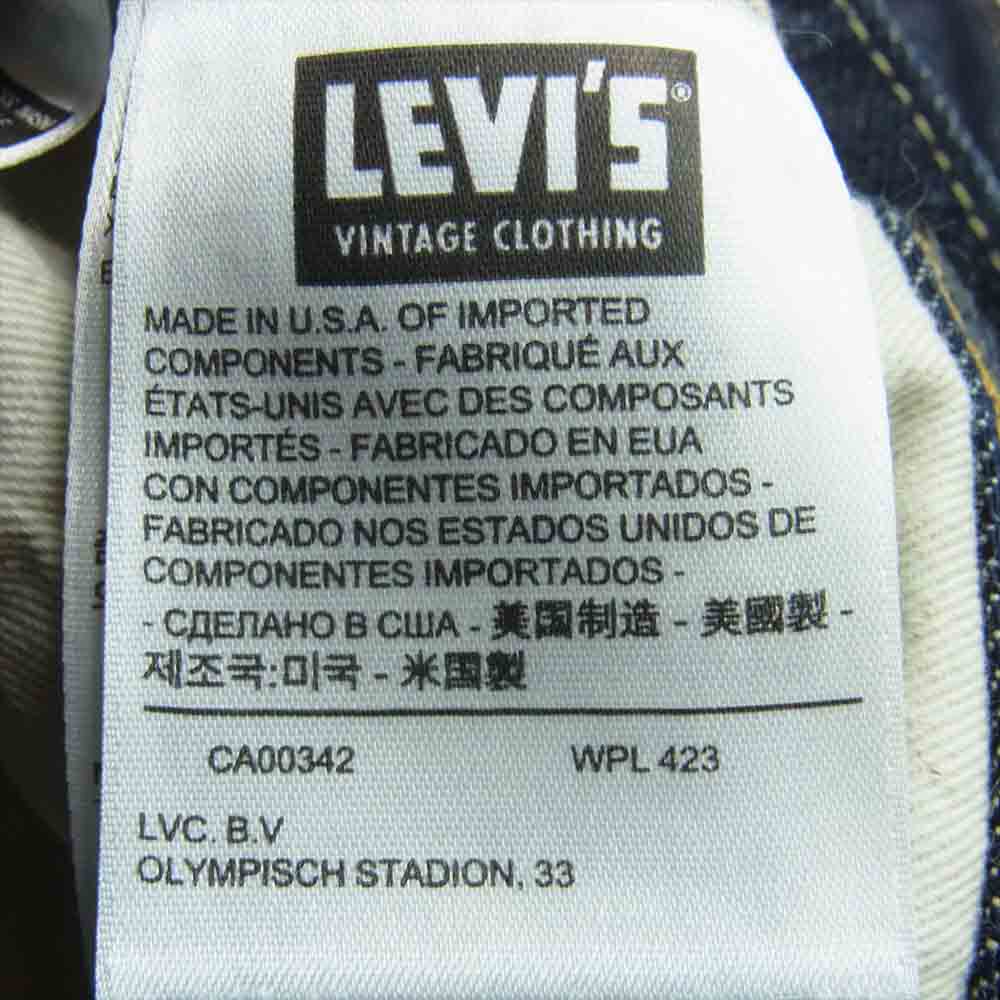 LEVI'S®
VINTAGE CLOTHING
MADE IN U.S.A. OF IMPORTED
COMPONENTS - FABRIQUÉ AUX
ÉTATS-UNIS AVEC DES COMPOSANTS
IMPORTÉS - FABRICADO EN EUA
CON COMPONENTES IMPORTADOS -
FABRICADO NOS ESTADOS UNIDOS DE
COMPONENTES IMPORTADOS -
- СДЕЛАНО В США - 美国制造 - 美國製 -
제조국:미국 - 米国製
CA00342 WPL 423
LVC. B.V
OLYMPISCH STADION, 33